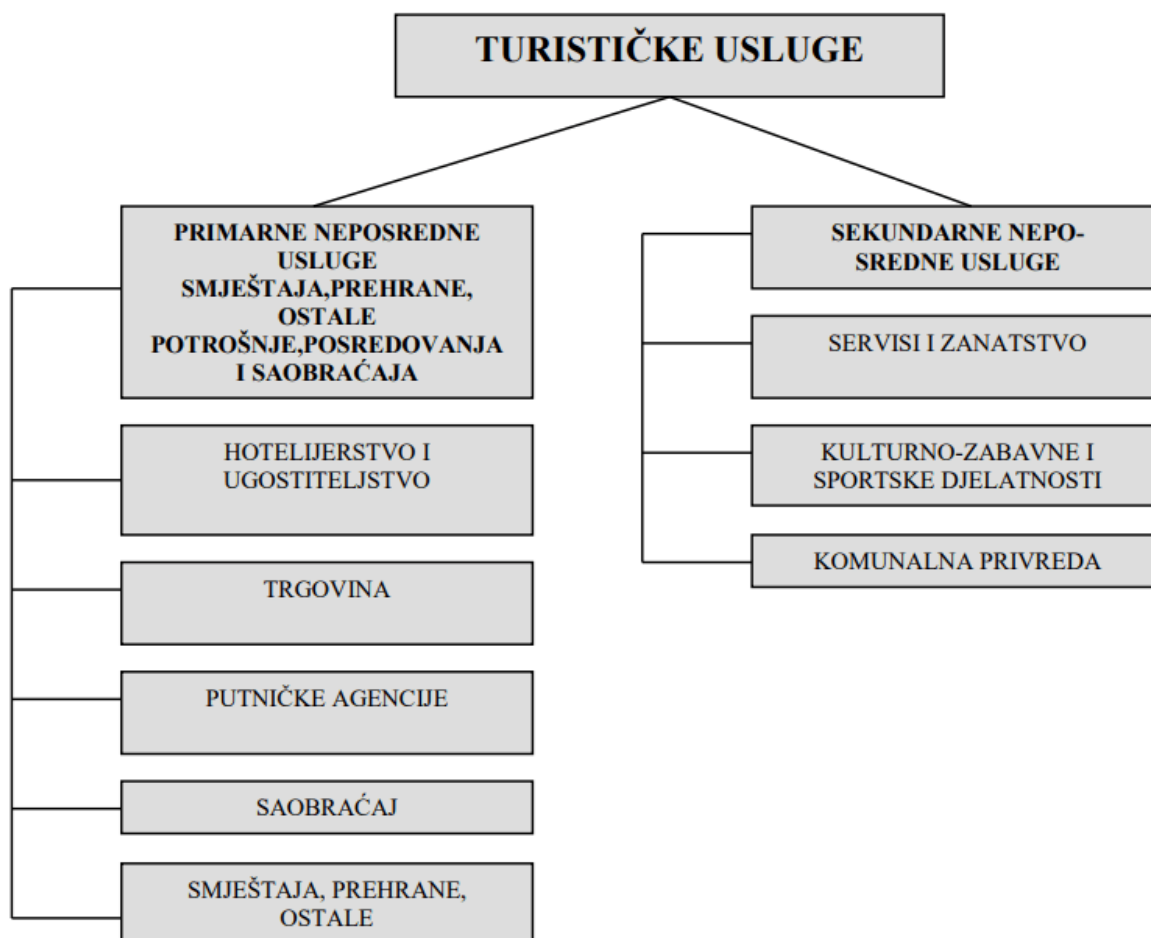 TURISTIČKE USLUGE
PRIMARNE NEPOSREDNE
USLUGE
SMJEŠTAJA,PREHRANE,
OSTALE
POTROŠNJE,POSREDOVANJA
I SAOBRAĆAJA
HOTELIJERSTVO I
UGOSTITELJSTVO
TRGOVINA
PUTNIČKE AGENCIJE
SAOBRAĆAJ
SMJEŠTAJA, PREHRANE,
OSTALE
SEKUNDARNE NEPO-
SREDNE USLUGE
SERVISI I ZANATSTVO
KULTURNO-ZABAVNE I
SPORTSKE DJELATNOSTI
KOMUNALNA PRIVREDA